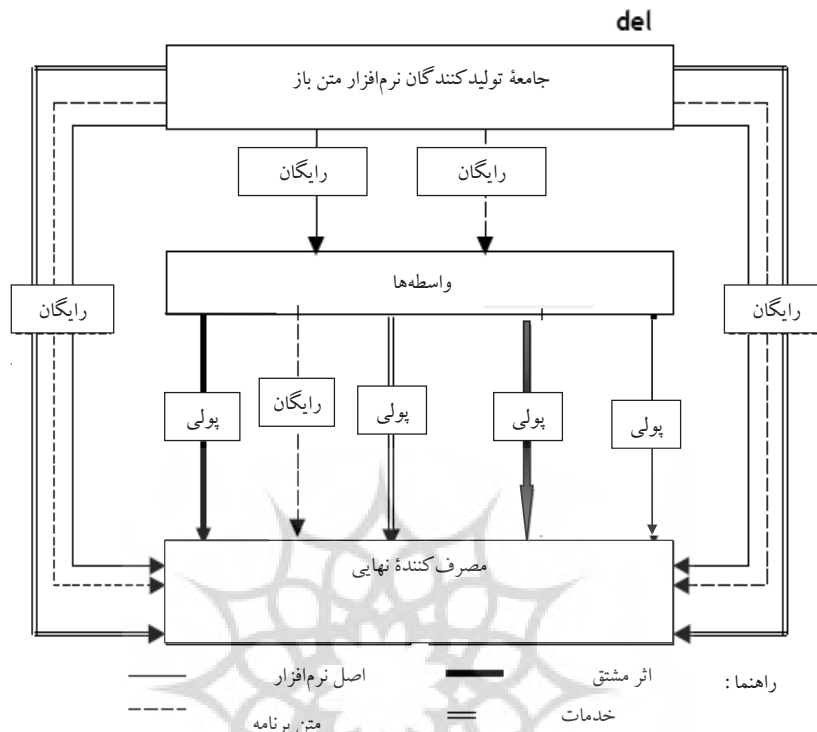 del
جامعهٔ تولیدکنندگان نرم‌افزار متن باز
رایگان
رایگان
واسطه‌ها
رایگان
رایگان
پولی
پولی
رایگان
پولی
پولی
مصرف‌کنندهٔ نهایی
راهنما :
اثر مشتق
اصل نرم‌افزار
خدمات
متن برنامه